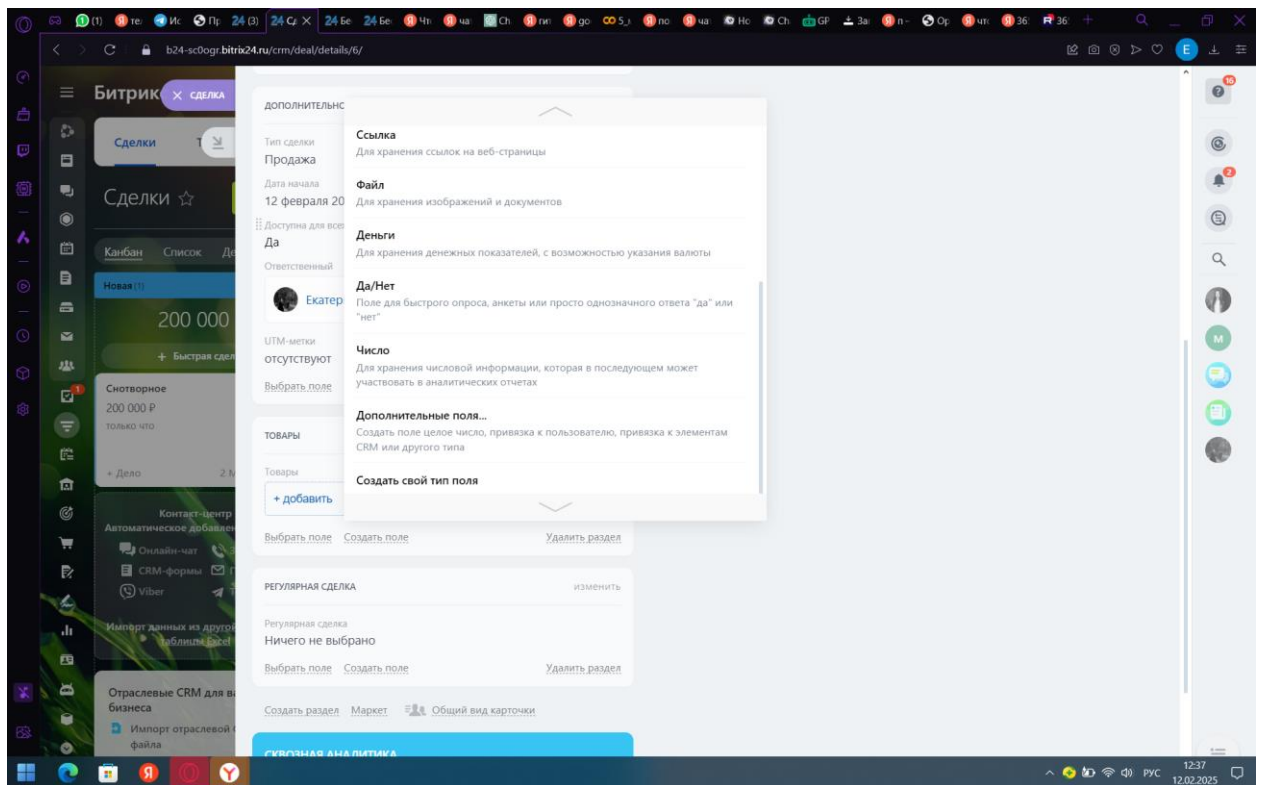 (1)
24 (3)
b24-sc0ogr.bitrix24.ru/crm/deal/details/6/
E
Битрик
СДЕЛКА
Сделки
Сделки
Канбан Список
Новая (1)
200 000
+ Быстрая сдел
Снотворное
200 000 ₽
только что
+ Дело
Контакт-центр
Автоматическое добавлен
Онлайн-чат
CRM-формы
Viber
Импорт данных из другой
таблицы Excel
Отраслевые CRM для ва
бизнеса
Импорт отраслевой
файла
ДОПОЛНИТЕЛЬНО
Тип сделки
Продажа
Дата начала
12 февраля 20
Доступна для все
Да
Ответственный
Екатер
UTM-метки
отсутствуют
Выбрать поле
ТОВАРЫ
Товары
+ добавить
Выбрать поле Создать поле Удалить раздел
Ссылка
Для хранения ссылок на веб-страницы
Файл
Для хранения изображений и документов
Деньги
Для хранения денежных показателей, с возможностью указания валюты
Да/Нет
Поле для быстрого опроса, анкеты или просто однозначного ответа "да" или
"нет"
Число
Для хранения числовой информации, которая в последующем может
участвовать в аналитических отчетах
Дополнительные поля...
Создать поле целое число, привязка к пользователю, привязка к элементам
CRM или другого типа
Создать свой тип поля
РЕГУЛЯРНАЯ СДЕЛКА изменить
Регулярная сделка
Ничего не выбрано
Выбрать поле Создать поле Удалить раздел
Создать раздел Маркет Общий вид карточки
СКВОЗНАЯ АНАЛИТИКА
16
2
M
1
РУС
12:37
12.02.2025